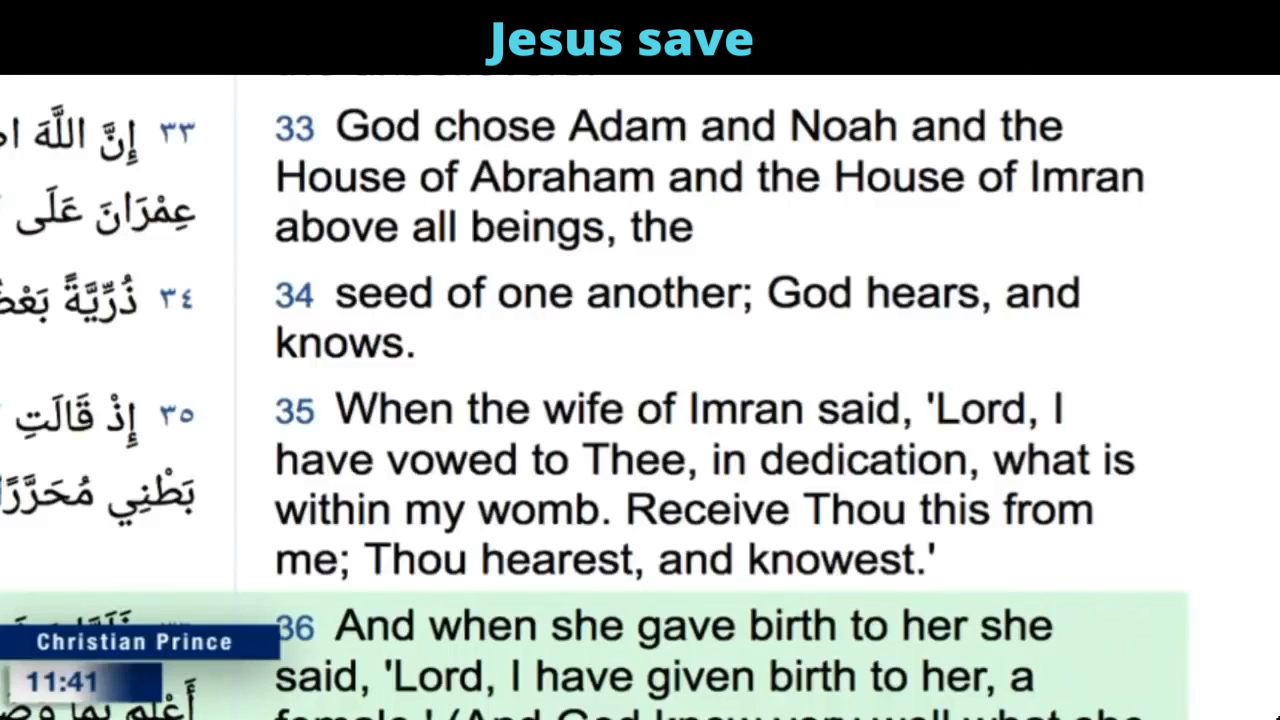 Jesus save
٣٣ إِنَّ اللَّهَ
33 God chose Adam and Noah and the
House of Abraham and the House of Imran
عِمْرَانَ عَلَى
above all beings, the
٣٤ ذُرِّيَّةً
34 seed of one another; God hears, and
knows.
٣٥ إِذْ قَالَتِ
35 When the wife of Imran said, 'Lord, I
have vowed to Thee, in dedication, what is
بَطْنِي مُحَرَّرًا
within my womb. Receive Thou this from
me; Thou hearest, and knowest.'
36 And when she gave birth to her she
Christian Prince
said, 'Lord, I have given birth to her, a
11:41
أَعْلَمُ بِمَا